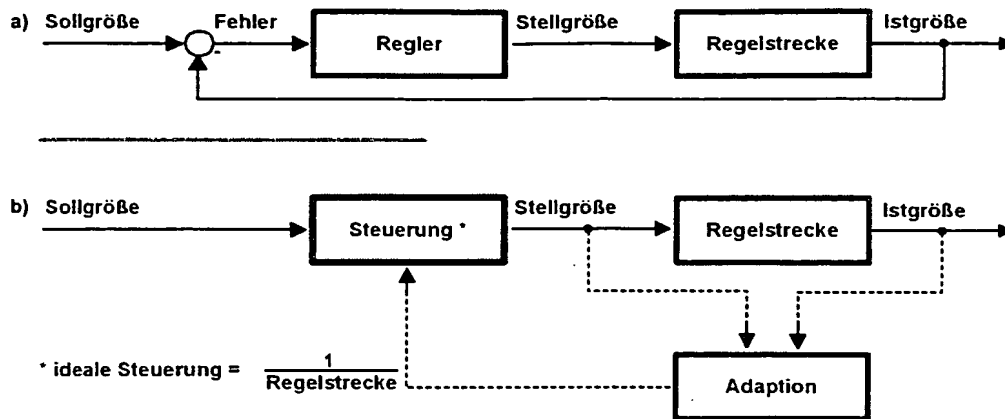 a) Sollgröße Fehler Regler Stellgröße Regelstrecke Istgröße
-
b) Sollgröße Steuerung * Stellgröße Regelstrecke Istgröße
* ideale Steuerung = 1
Regelstrecke
Adaption